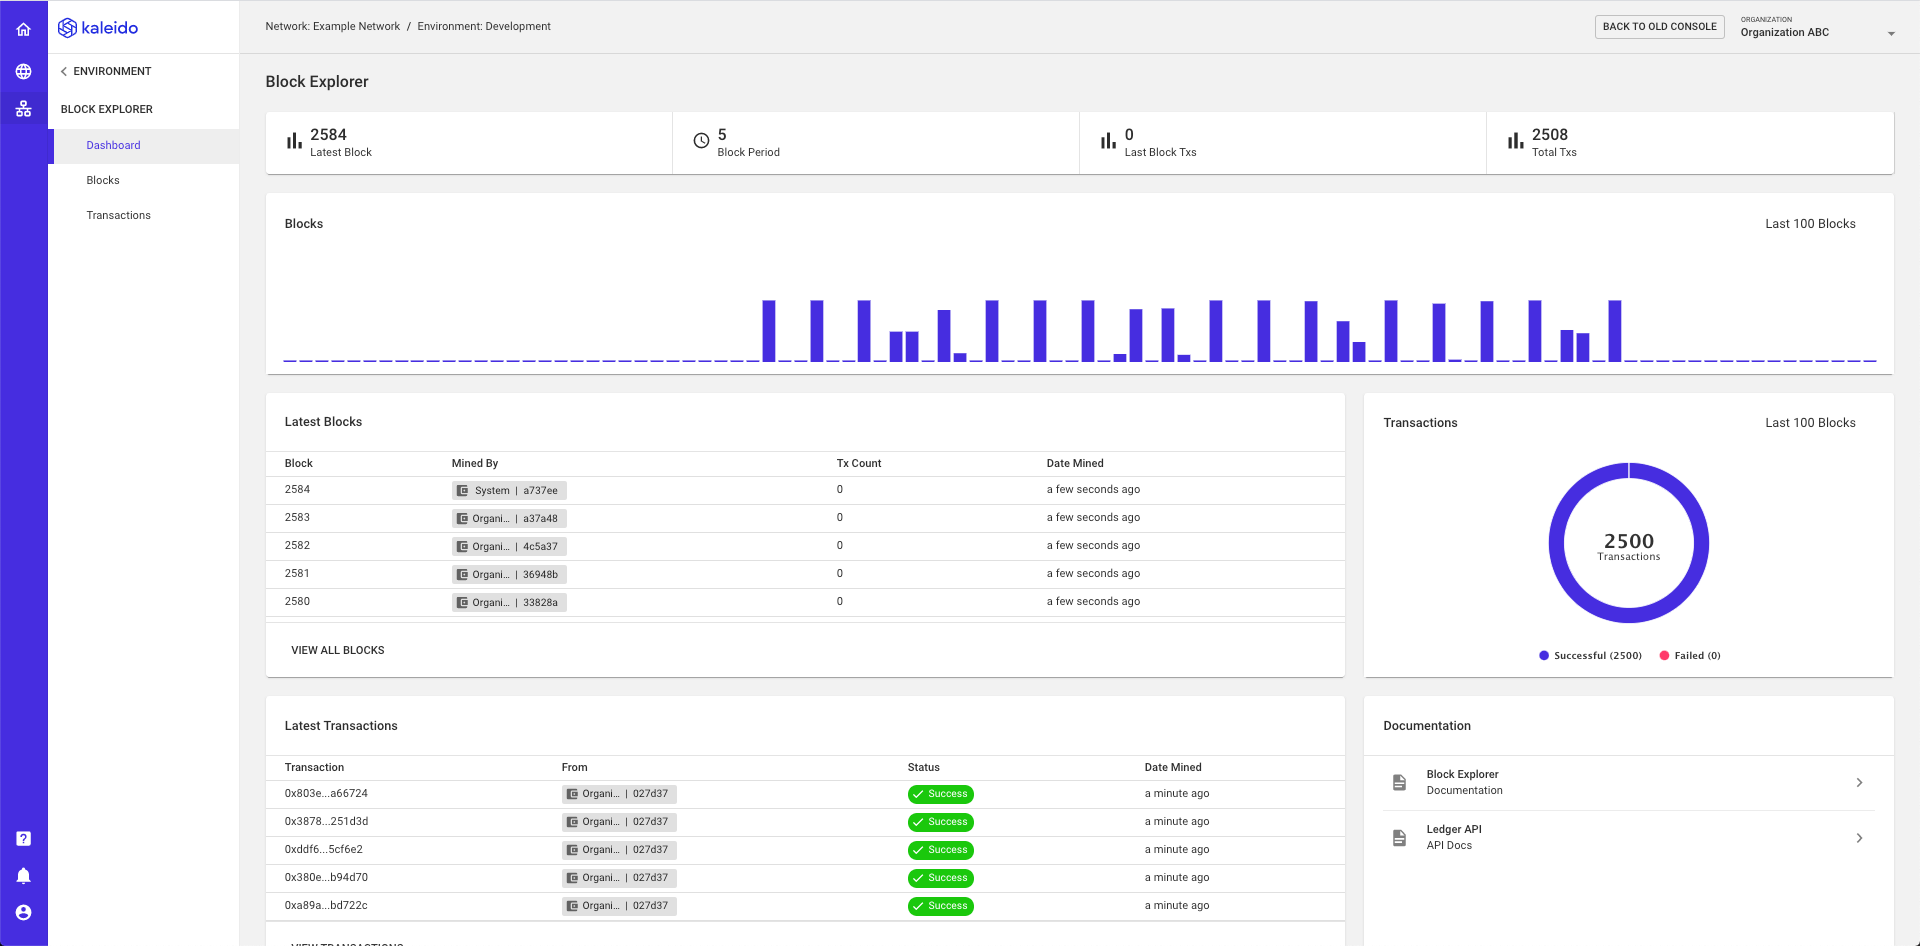 kaleido
Network: Example Network / Environment: Development
BACK TO OLD CONSOLE
ORGANIZATION
Organization ABC
ENVIRONMENT
BLOCK EXPLORER
Dashboard
Blocks
Transactions
?
Block Explorer
2584
Latest Block
5
Block Period
0
Last Block Txs
2508
Total Txs
Blocks
Last 100 Blocks
Latest Blocks
Block Mined By Tx Count Date Mined
2584 System | a737ee 0 a few seconds ago
2583 Organi... | a37a48 0 a few seconds ago
2582 Organi... | 4c5a37 0 a few seconds ago
2581 Organi... | 36948b 0 a few seconds ago
2580 Organi... | 33828a 0 a few seconds ago
VIEW ALL BLOCKS
Transactions
Last 100 Blocks
2500
Transactions
Successful (2500) Failed (0)
Latest Transactions
Transaction From Status Date Mined
0x803e...a66724 Organi... | 027d37 Success a minute ago
0x3878...251d3d Organi... | 027d37 Success a minute ago
0xddf6...5cf6e2 Organi... | 027d37 Success a minute ago
0x380e...b94d70 Organi... | 027d37 Success a minute ago
0xa89a...bd722c Organi... | 027d37 Success a minute ago
VIEW TRANSACTIONS
Documentation
Block Explorer
Documentation
Ledger API
API Docs